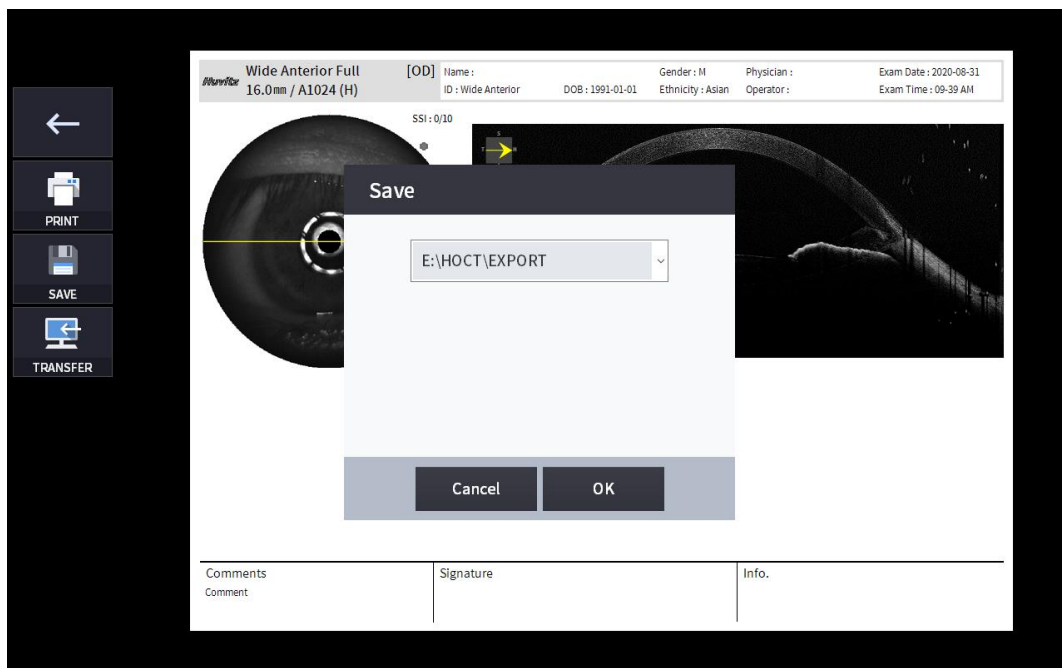 PRINT
SAVE
TRANSFER
Huvitz
Wide Anterior Full
16.0mm / A1024 (H)
[OD]
Name :
Gender : M
Physician :
Exam Date : 2020-08-31
ID : Wide Anterior
DOB : 1991-01-01
Ethnicity : Asian
Operator :
Exam Time : 09-39 AM
SSI : 0/10
S
T
N
Save
E:\HOCT\EXPORT
Cancel
OK
Comments
Signature
Info.
Comment